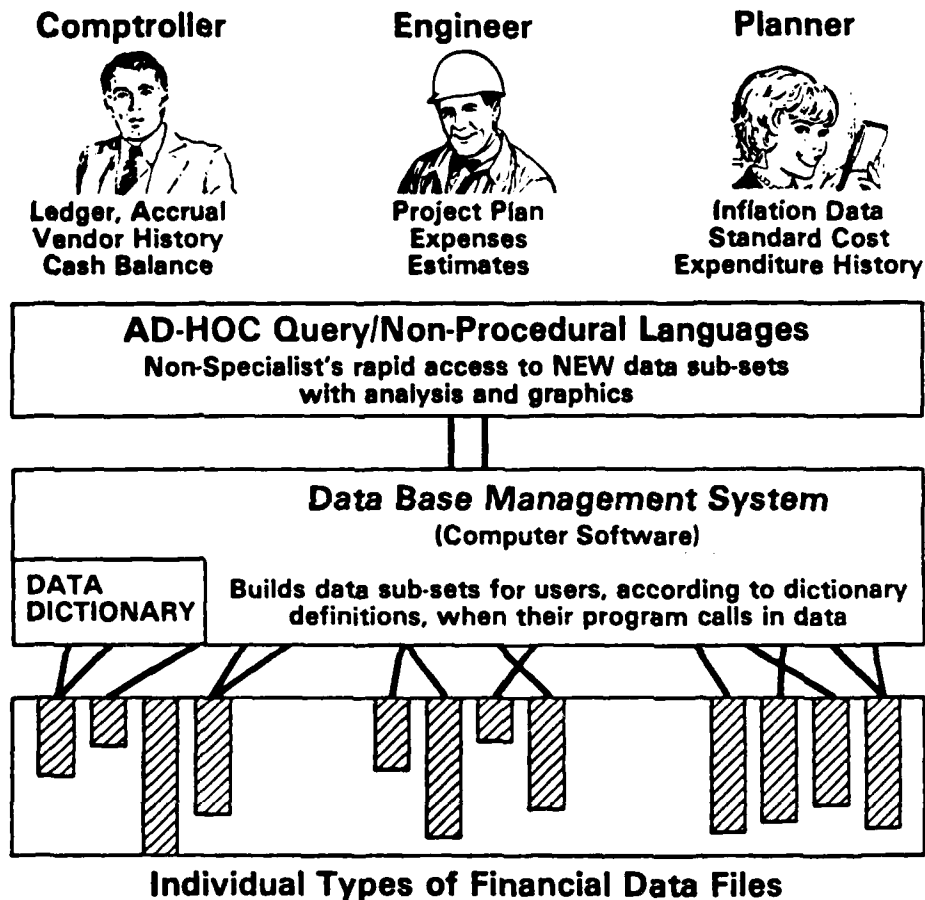 Comptroller
Engineer
Planner
Ledger, Accrual
Vendor History
Cash Balance
Project Plan
Expenses
Estimates
Inflation Data
Standard Cost
Expenditure History
AD-HOC Query/Non-Procedural Languages
Non-Specialist's rapid access to NEW data sub-sets
with analysis and graphics
Data Base Management System
(Computer Software)
DATA
DICTIONARY
Builds data sub-sets for users, according to dictionary
definitions, when their program calls in data
Individual Types of Financial Data Files